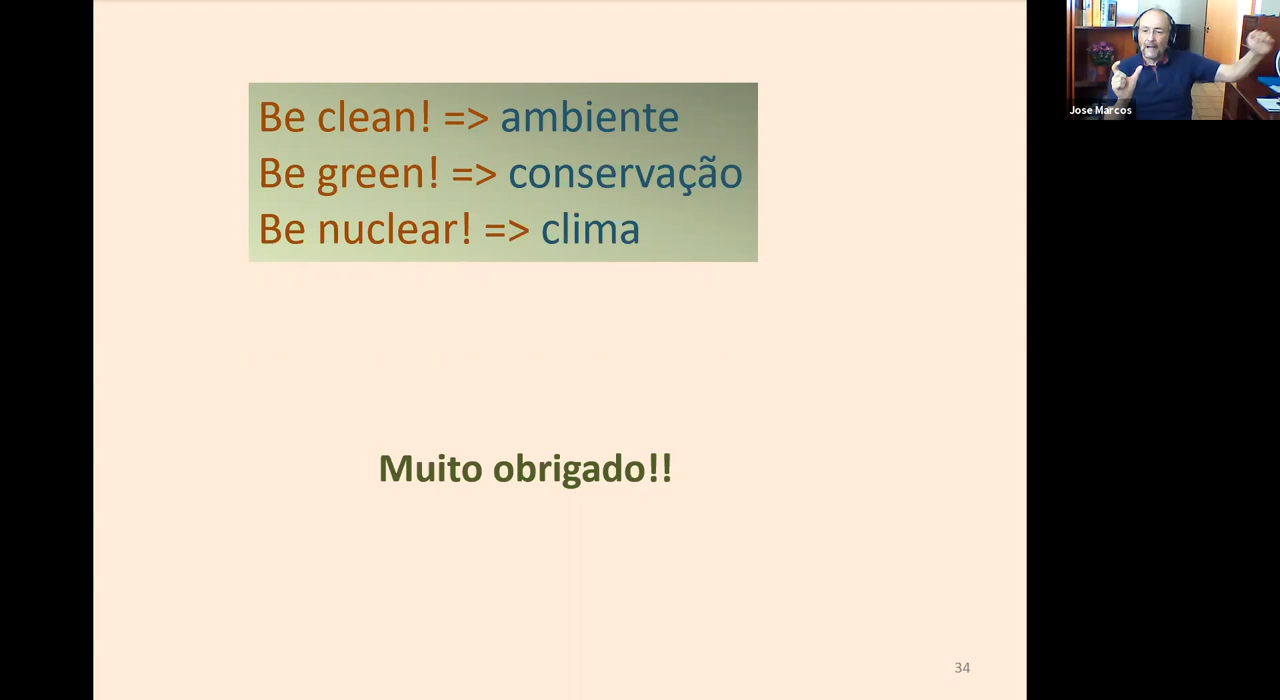 Be clean! => ambiente
Be green! => conservação
Be nuclear! => clima
Muito obrigado!!
34
Jose Marcos